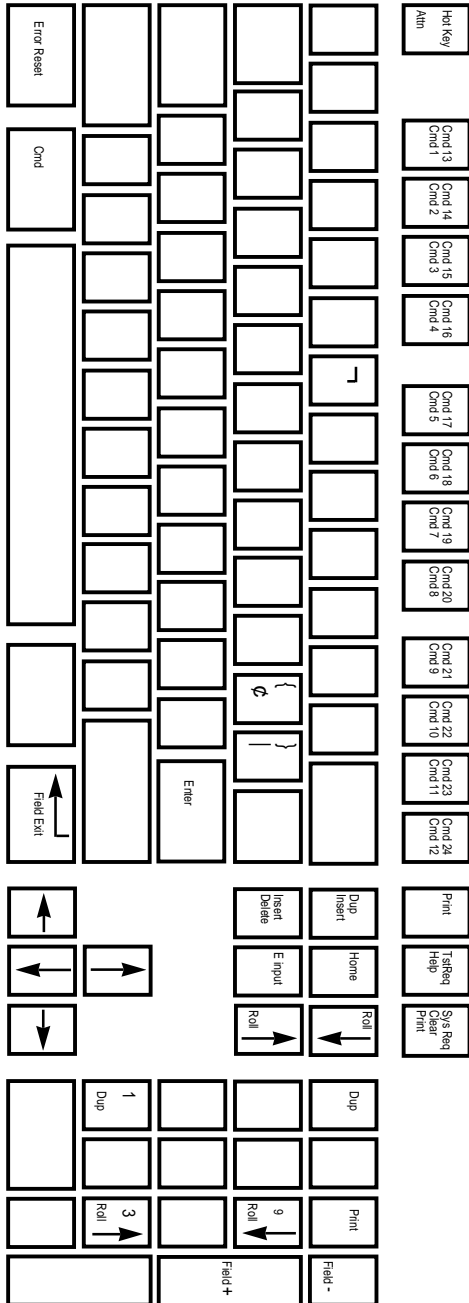 Hot Key
Attn
Cmd 13
Cmd 1
Cmd 14
Cmd 2
Cmd 15
Cmd 3
Cmd 16
Cmd 4
Cmd 17
Cmd 5
Cmd 18
Cmd 6
Cmd 19
Cmd 7
Cmd 20
Cmd 8
Cmd 21
Cmd 9
Cmd 22
Cmd 10
Cmd 23
Cmd 11
Cmd 24
Cmd 12
Print
TstReq
Help
Sys Req
Clear
Print
¬
Dup
Insert
Home
Roll
Dup
Print
Field -
{
¢
}
|
Insert
Delete
E input
Roll
9
Roll
Enter
Field +
1
Dup
3
Roll
Error Reset
Cmd
Field Exit